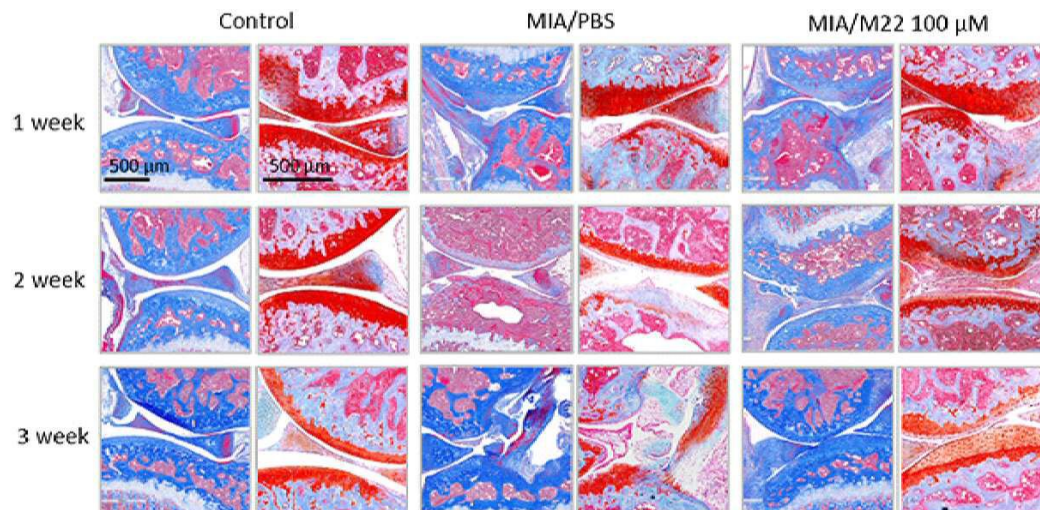 Control MIA/PBS MIA/M22 100 µM
1 week
500 µm 500 µm
2 week
3 week